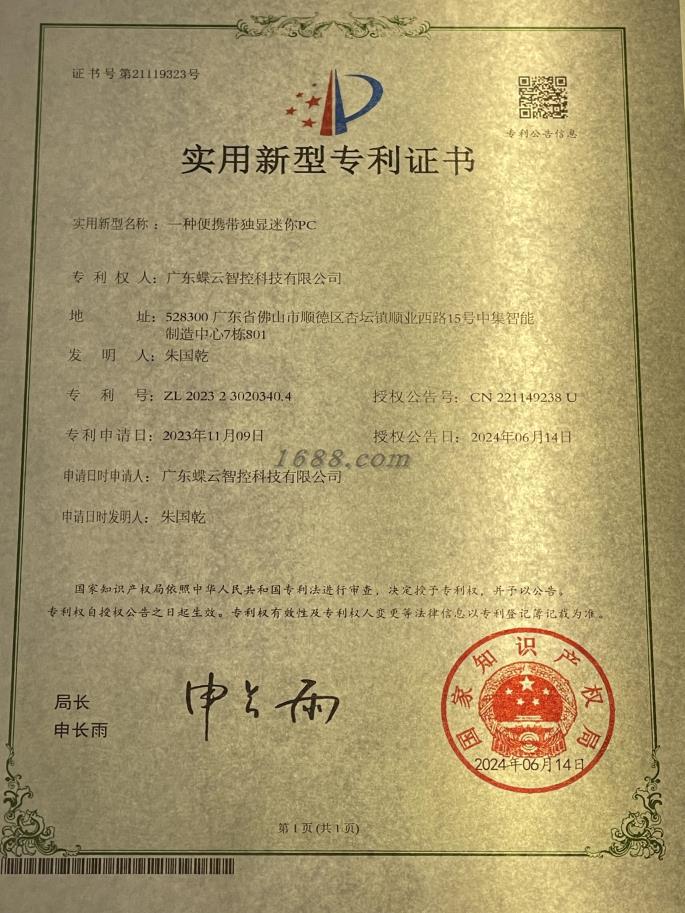 证书号第21119323号
专利公告信息
实用新型专利证书
实用新型名称：一种便携带独显迷你PC
专利权人：广东蝶云智控科技有限公司
地址：528300 广东省佛山市顺德区杏坛镇顺业西路15号中集智能
制造中心7栋801
发明人：朱国乾
专利号：ZL 2023 2 3020340.4
授权公告号：CN 221149238 U
专利申请日：2023年11月09日
授权公告日：2024年06月14日
1688.com
申请日时申请人：广东蝶云智控科技有限公司
申请日时发明人：朱国乾
国家知识产权局依照中华人民共和国专利法进行审查，决定授予专利权，并予以公告。
专利权自授权公告之日起生效。专利权有效性及专利权人变更等法律信息以专利登记簿记载为准。
局长
申长雨
申长雨
国家知识产权局
2024年06月14日
第1页(共1页)